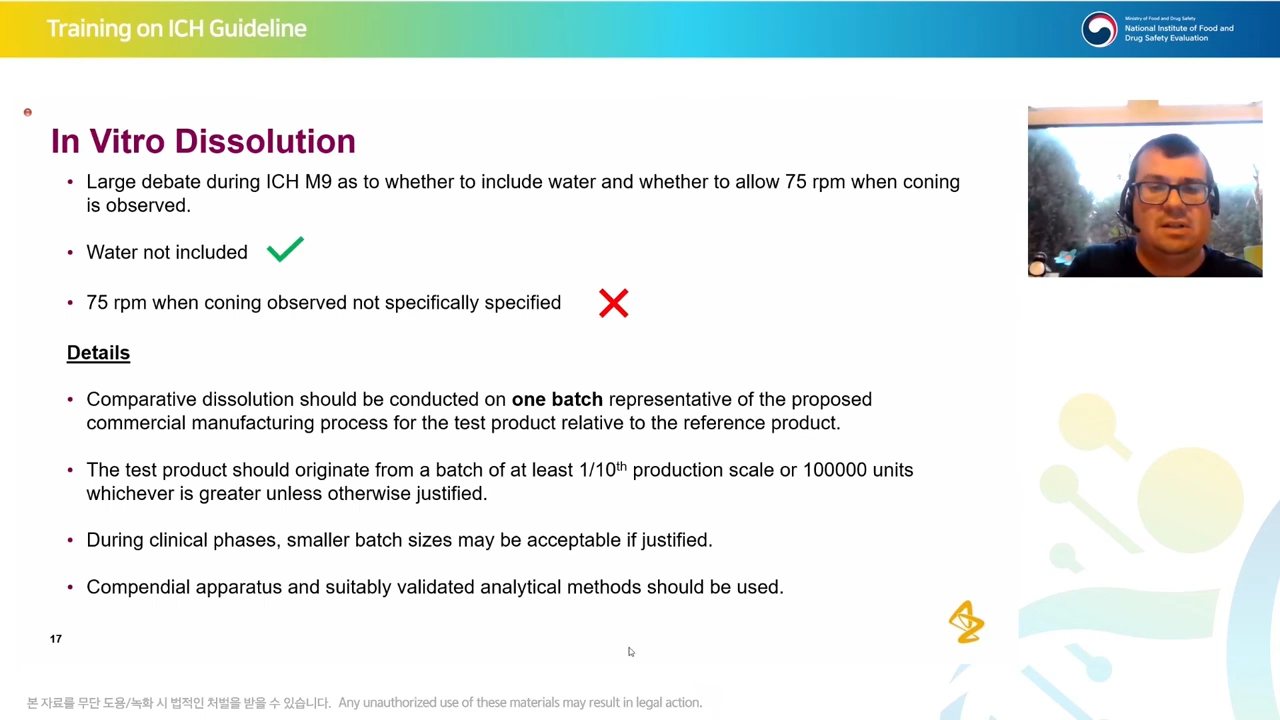 Training on ICH Guideline
Ministry of Food and Drug Safety
National Institute of Food and
Drug Safety Evaluation
In Vitro Dissolution
• Large debate during ICH M9 as to whether to include water and whether to allow 75 rpm when coning
is observed.
• Water not included
• 75 rpm when coning observed not specifically specified
Details
• Comparative dissolution should be conducted on one batch representative of the proposed
commercial manufacturing process for the test product relative to the reference product.
• The test product should originate from a batch of at least 1/10th production scale or 100000 units
whichever is greater unless otherwise justified.
• During clinical phases, smaller batch sizes may be acceptable if justified.
• Compendial apparatus and suitably validated analytical methods should be used.
17
본 자료를 무단 도용/녹화 시 법적인 처벌을 받을 수 있습니다. Any unauthorized use of these materials may result in legal action.